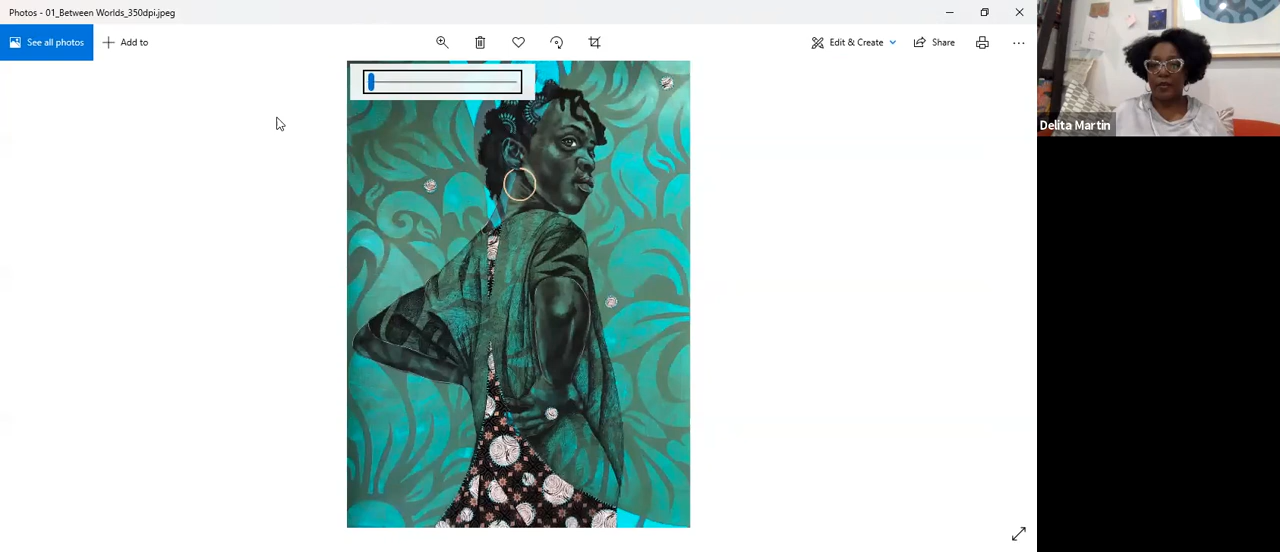 Photos - 01_Between Worlds_350dpi.jpeg
See all photos
Add to
Edit & Create
Share
Delita Martin